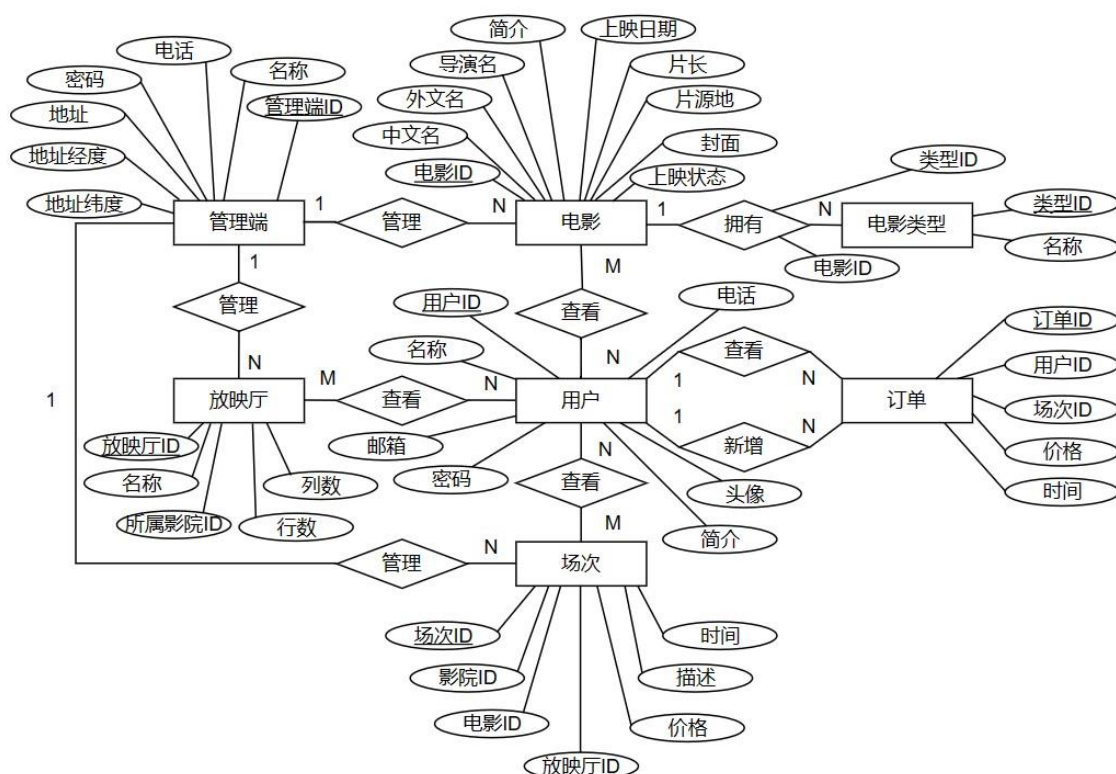 简介
上映日期
电话
导演名
片长
密码
名称
外文名
片源地
地址
管理端ID
中文名
封面
类型ID
地址经度
电影ID
上映状态
类型ID
地址纬度
管理端
1
管理
N
电影
1
拥有
N
电影类型
名称
电影ID
1
M
用户ID
电话
管理
查看
订单ID
名称
查看
用户ID
N
M
N
N
1
N
1
放映厅
查看
用户
订单
场次ID
1
N
邮箱
新增
放映厅ID
N
价格
密码
名称
列数
查看
头像
时间
所属影院ID
行数
M
简介
N
管理
场次
场次ID
时间
影院ID
描述
电影ID
价格
放映厅ID